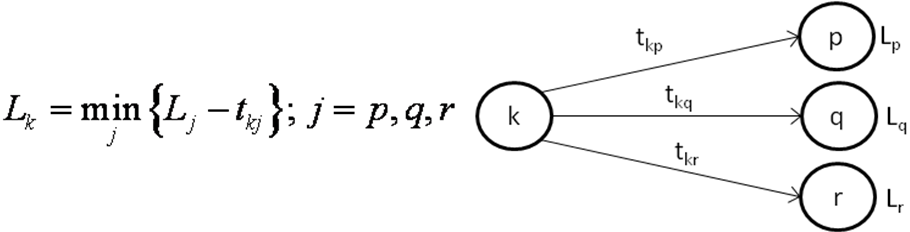 L_k = min_j {L_j − t_kj}; j = p, q, r
t_kp
p
L_p
k
t_kq
q
L_q
t_kr
r
L_r